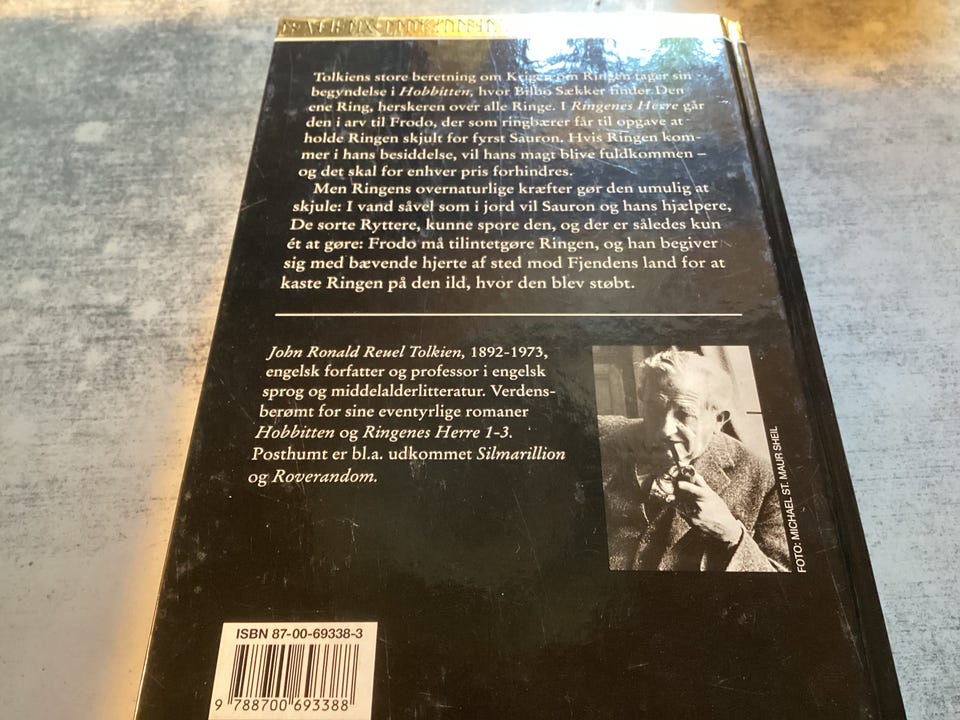 Tolkiens store beretning om Krigen om Ringen tager sin
begyndelse i Hobbitten, hvor Bilbo Sækker finder Den
ene Ring, herskeren over alle Ringe. I Ringenes Herre går
den i arv til Frodo, der som ringbærer får til opgave at
holde Ringen skjult for fyrst Sauron. Hvis Ringen kom-
mer i hans besiddelse, vil hans magt blive fuldkommen –
og det skal for enhver pris forhindres.
Men Ringens overnaturlige kræfter gør den umulig at
skjule: I vand såvel som i jord vil Sauron og hans hjælpere,
De sorte Ryttere, kunne spore den, og der er således kun
ét at gøre: Frodo må tilintetgøre Ringen, og han begiver
sig med bævende hjerte af sted mod Fjendens land for at
kaste Ringen på den ild, hvor den blev støbt.
John Ronald Reuel Tolkien, 1892-1973,
engelsk forfatter og professor i engelsk
sprog og middelalderlitteratur. Verdens-
berømt for sine eventyrlige romaner
Hobbitten og Ringenes Herre 1-3.
Posthumt er bl.a. udkommet Silmarillion
og Roverandom.
FOTO: MICHAEL ST. MAUR SHEIL
ISBN 87-00-69338-3
9 788700 693388